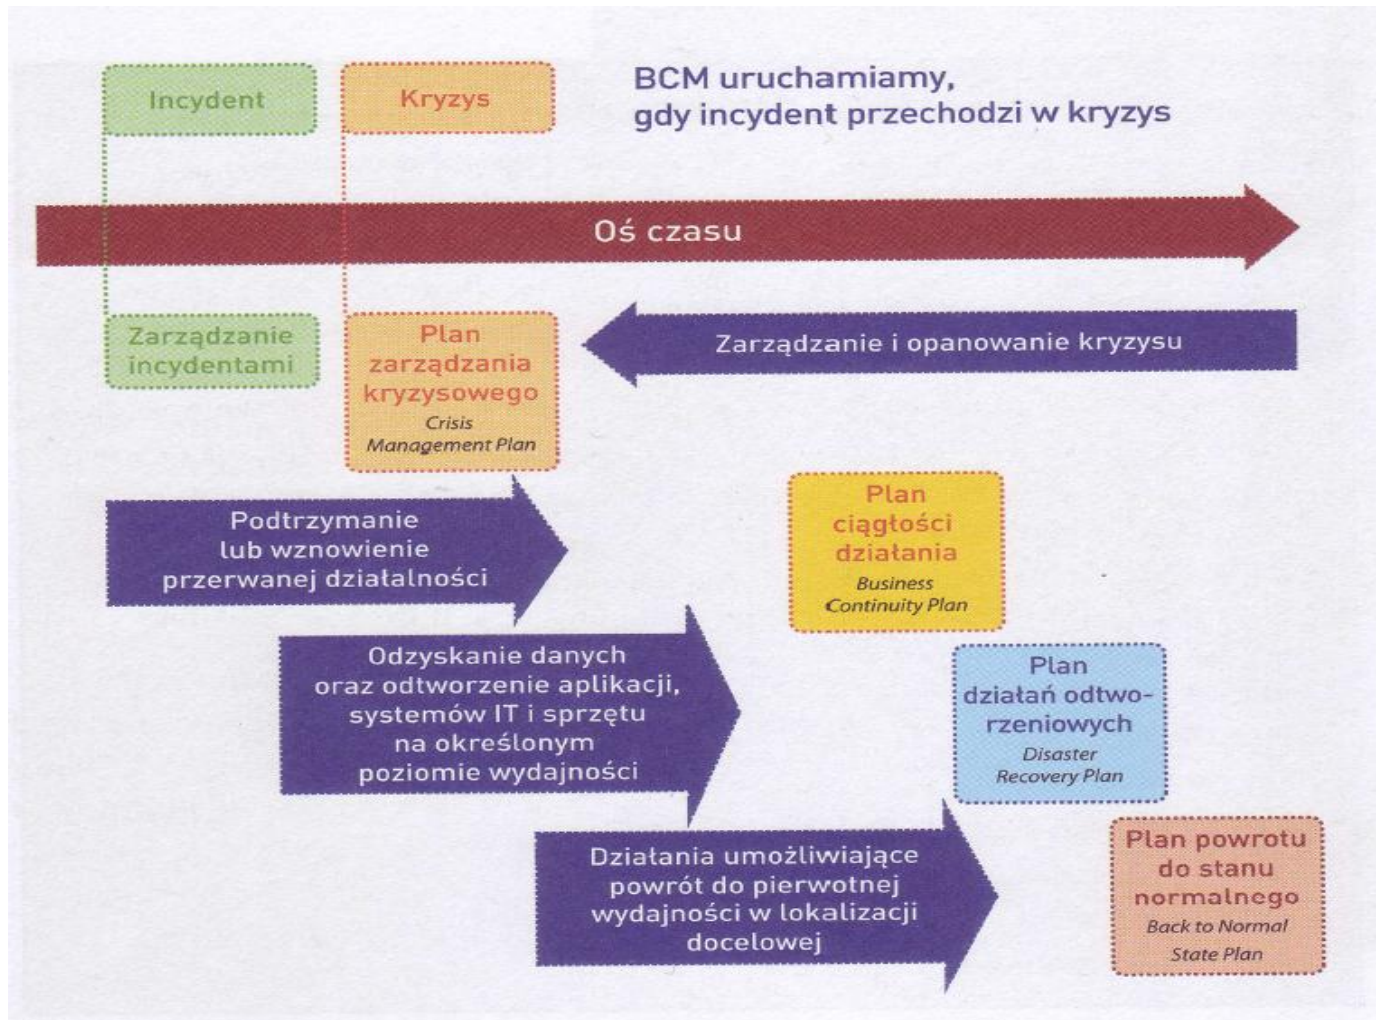 Incydent
Kryzys
BCM uruchamiamy,
gdy incydent przechodzi w kryzys
Oś czasu
Zarządzanie
incydentami
Plan
zarządzania
kryzysowego
Crisis
Management Plan
Zarządzanie i opanowanie kryzysu
Podtrzymanie
lub wznowienie
przerwanej działalności
Plan
ciągłości
działania
Business
Continuity Plan
Odzyskanie danych
oraz odtworzenie aplikacji,
systemów IT i sprzętu
na określonym
poziomie wydajności
Plan
działań odtwo-
rzeniowych
Disaster
Recovery Plan
Działania umożliwiające
powrót do pierwotnej
wydajności w lokalizacji
docelowej
Plan powrotu
do stanu
normalnego
Back to Normal
State Plan